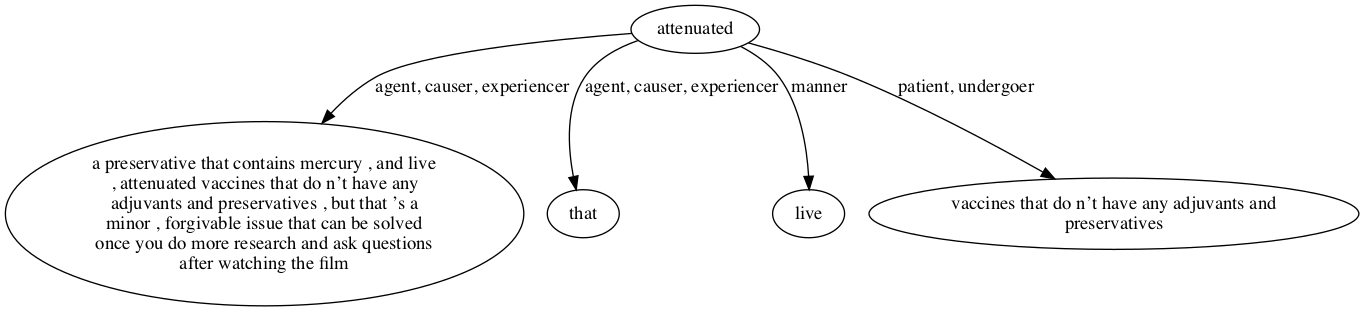 attenuated
agent, causer, experiencer
agent, causer, experiencer
manner
patient, undergoer
a preservative that contains mercury , and live
, attenuated vaccines that do n't have any
adjuvants and preservatives , but that 's a
minor , forgivable issue that can be solved
once you do more research and ask questions
after watching the film
that
live
vaccines that do n't have any adjuvants and
preservatives